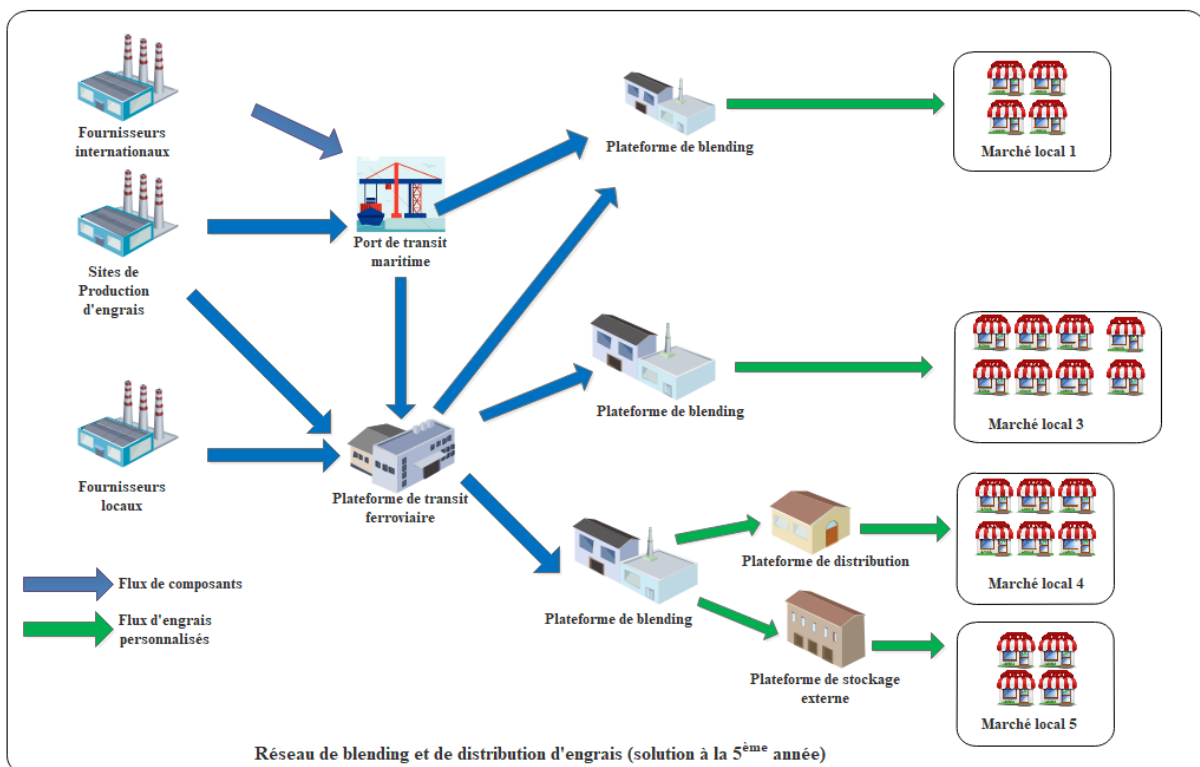 Fournisseurs
internationaux
Plateforme de blending
Marché local 1
Port de transit
maritime
Sites de
Production
d'engrais
Plateforme de blending
Marché local 3
Fournisseurs
locaux
Plateforme de transit
ferroviaire
Plateforme de distribution
Marché local 4
Flux de composants
Flux d'engrais
personnalisés
Plateforme de blending
Plateforme de stockage
externe
Marché local 5
Réseau de blending et de distribution d'engrais (solution à la 5ème année)